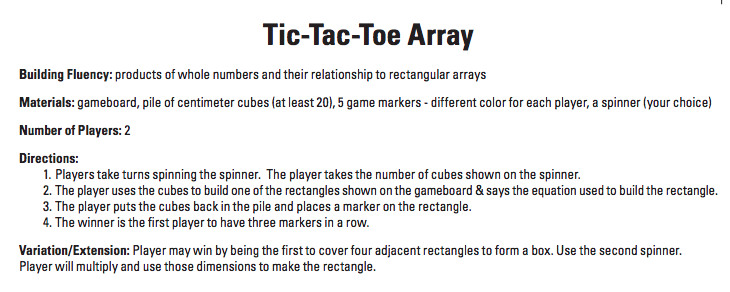 Tic-Tac-Toe Array
Building Fluency: products of whole numbers and their relationship to rectangular arrays
Materials: gameboard, pile of centimeter cubes (at least 20), 5 game markers - different color for each player, a spinner (your choice)
Number of Players: 2
Directions:
1. Players take turns spinning the spinner.  The player takes the number of cubes shown on the spinner.
2. The player uses the cubes to build one of the rectangles shown on the gameboard & says the equation used to build the rectangle.
3. The player puts the cubes back in the pile and places a marker on the rectangle.
4. The winner is the first player to have three markers in a row.
Variation/Extension: Player may win by being the first to cover four adjacent rectangles to form a box. Use the second spinner.
Player will multiply and use those dimensions to make the rectangle.